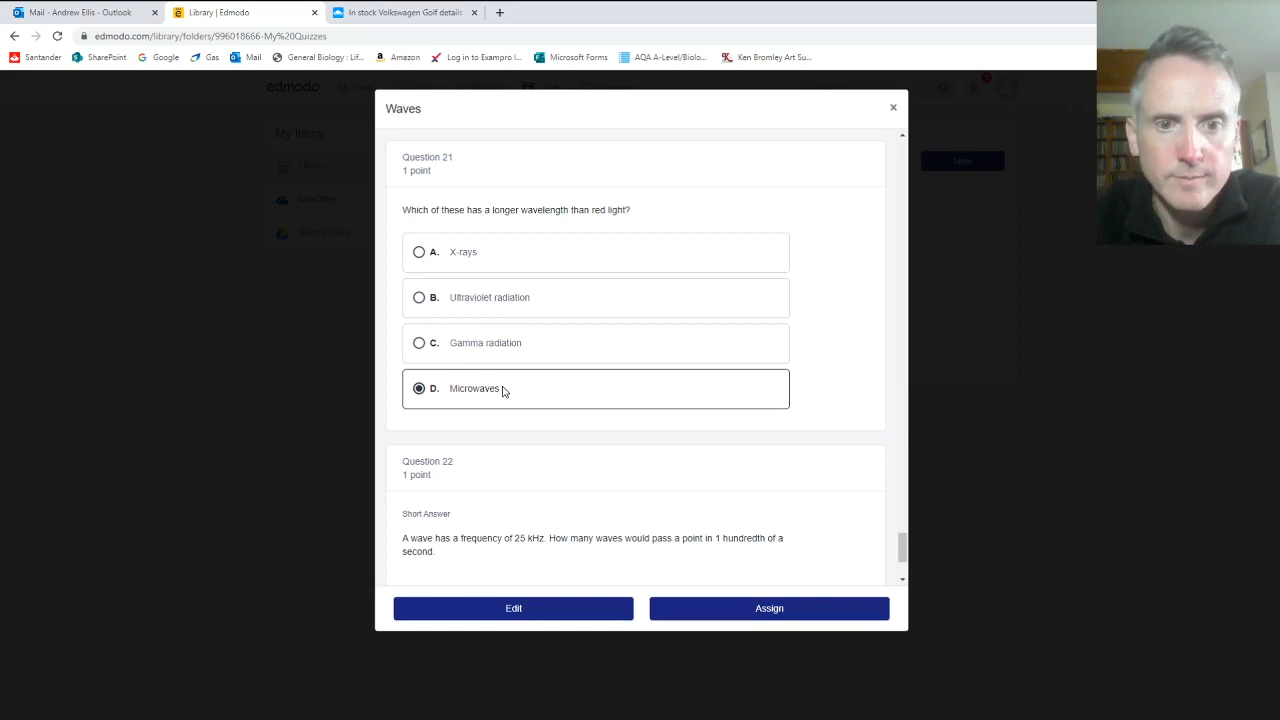 Mail - Andrew Ellis - Outlook
Library | Edmodo
In stock Volkswagen Golf details
edmodo.com/library/folders/996018666-My%20Quizzes
Santander
SharePoint
Google
Gas
Mail
General Biology : Lif...
Amazon
Log in to Exampro I...
Microsoft Forms
AQA A-Level/Biolo...
Ken Bromley Art Su...
edmodo
My Items
Library
OneDrive
Google Drive
New
Waves
Question 21
1 point
Which of these has a longer wavelength than red light?
A. X-rays
B. Ultraviolet radiation
C. Gamma radiation
D. Microwaves
Question 22
1 point
Short Answer
A wave has a frequency of 25 kHz. How many waves would pass a point in 1 hundredth of a
second.
Edit
Assign